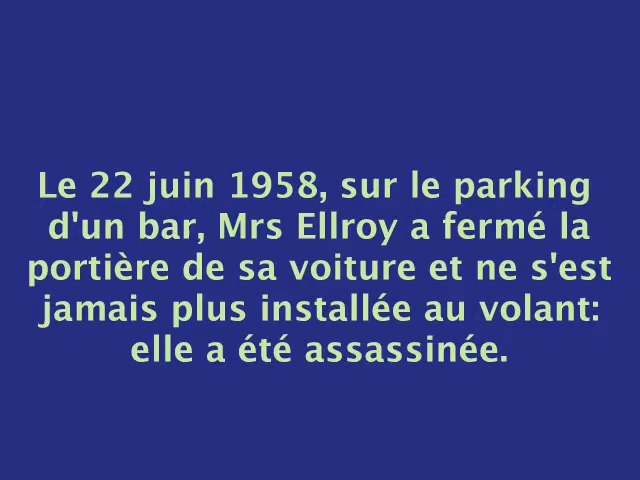 Le 22 juin 1958, sur le parking
d'un bar, Mrs Ellroy a fermé la
portière de sa voiture et ne s'est
jamais plus installée au volant:
elle a été assassinée.